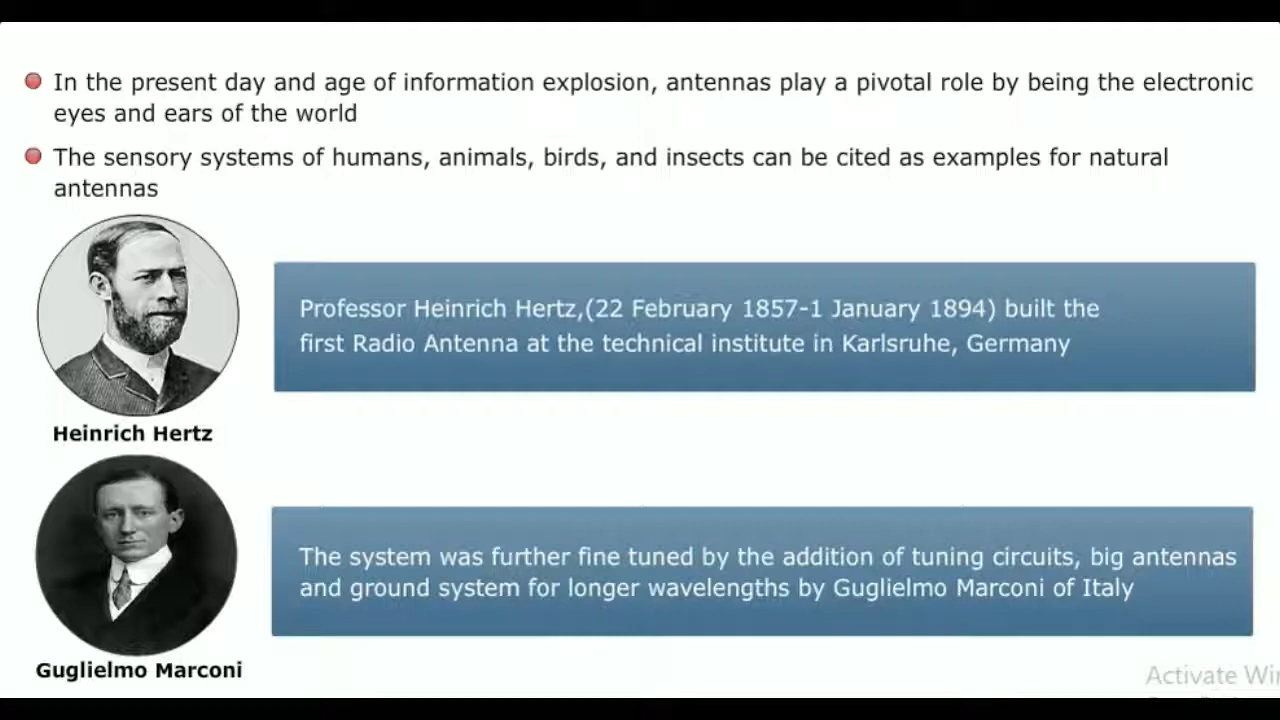 In the present day and age of information explosion, antennas play a pivotal role by being the electronic
eyes and ears of the world
The sensory systems of humans, animals, birds, and insects can be cited as examples for natural
antennas
Professor Heinrich Hertz,(22 February 1857-1 January 1894) built the
first Radio Antenna at the technical institute in Karlsruhe, Germany
Heinrich Hertz
The system was further fine tuned by the addition of tuning circuits, big antennas
and ground system for longer wavelengths by Guglielmo Marconi of Italy
Guglielmo Marconi
Activate Win